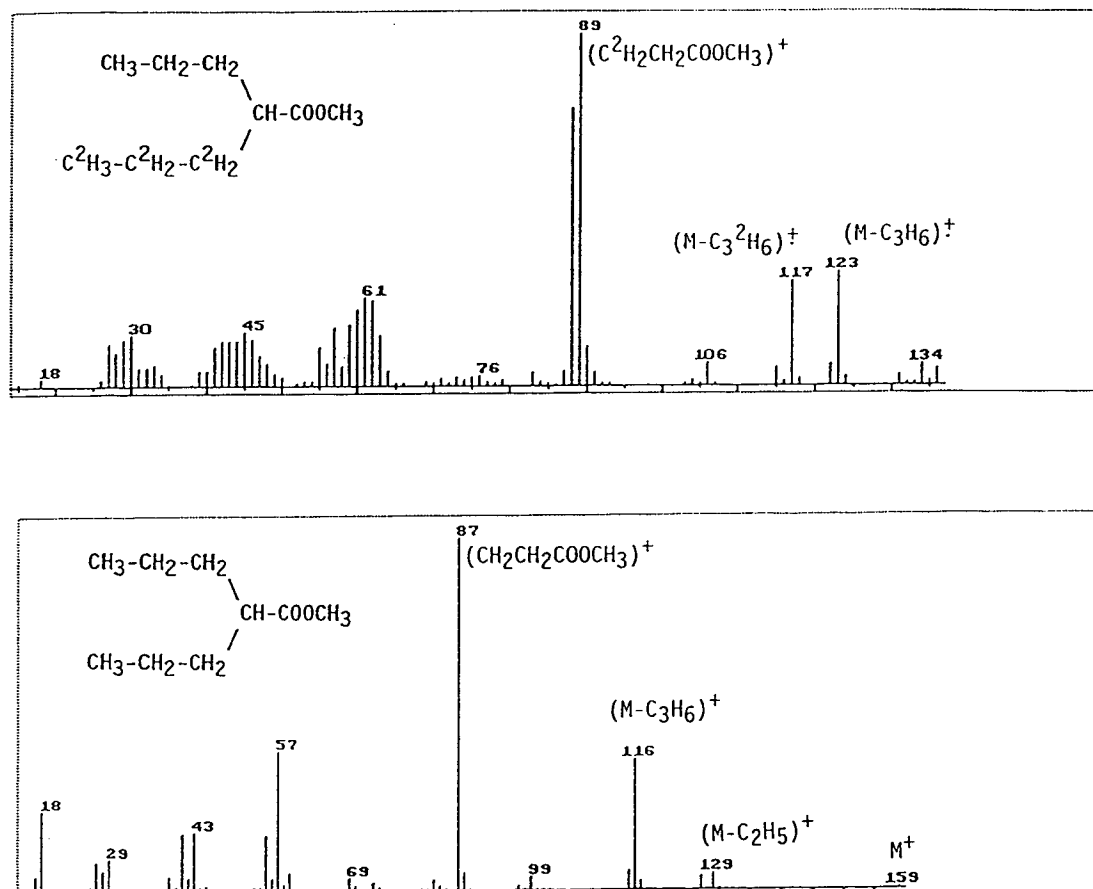 89
(C²H₂CH₂COOCH₃)⁺
CH3-CH2-CH2
CH-COOCH3
C²H3-C²H2-C²H2
(M-C₃²H₆)⁺̣
(M-C₃H₆)⁺̣
117
123
61
30
45
18
76
106
134
87
(CH₂CH₂COOCH₃)⁺
CH3-CH2-CH2
CH-COOCH3
CH3-CH2-CH2
(M-C₃H₆)⁺
116
57
18
43
(M-C₂H₅)⁺
M⁺
29
69
99
129
159